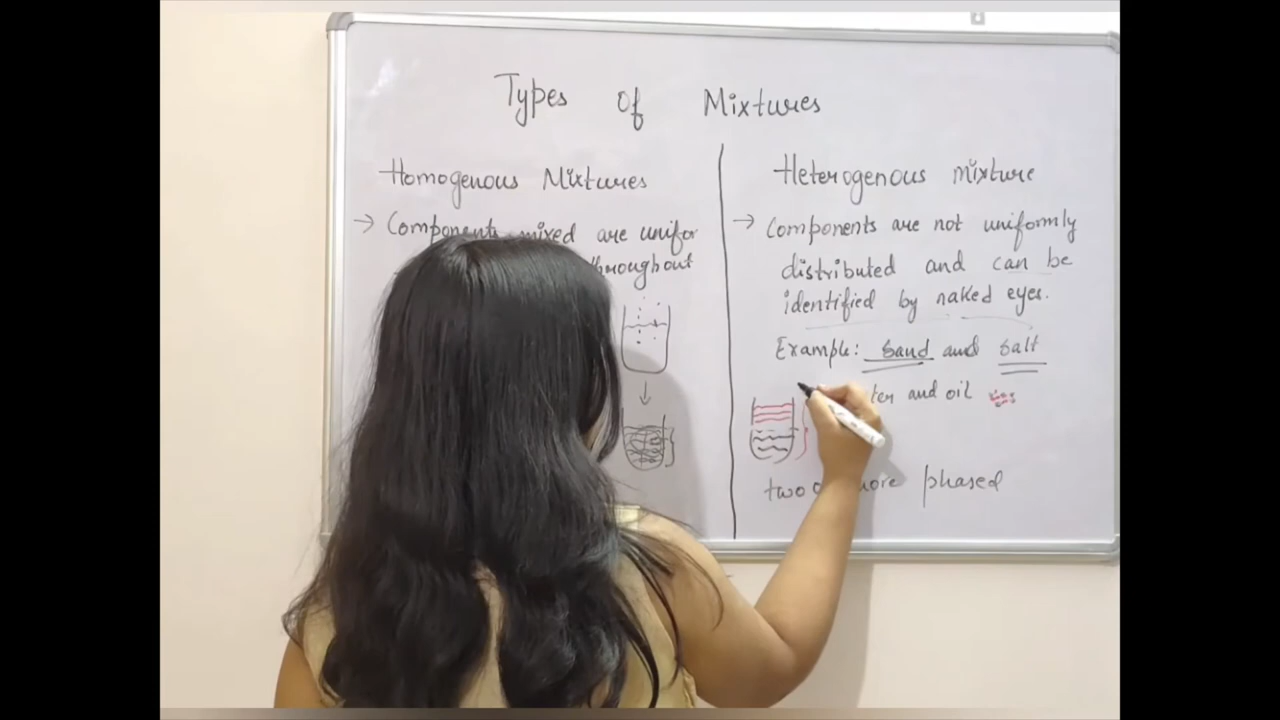 Types of Mixtures
Homogenous Mixtures
→ Components mixed are unifor
throughout
Heterogenous mixture
→ Components are not uniformly
distributed and can be
identified by naked eyes.
Example: Sand and Salt
and oil
two phased